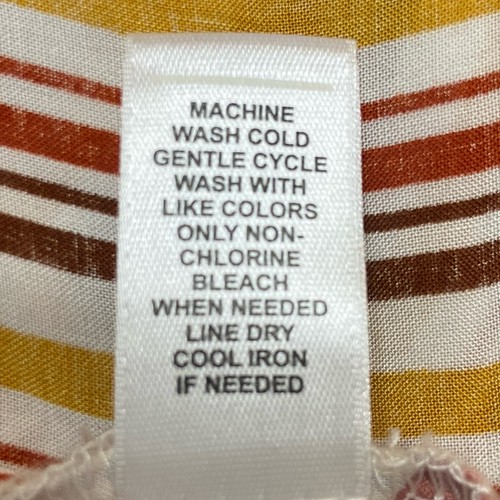 MACHINE
WASH COLD
GENTLE CYCLE
WASH WITH
LIKE COLORS
ONLY NON-
CHLORINE
BLEACH
WHEN NEEDED
LINE DRY
COOL IRON
IF NEEDED